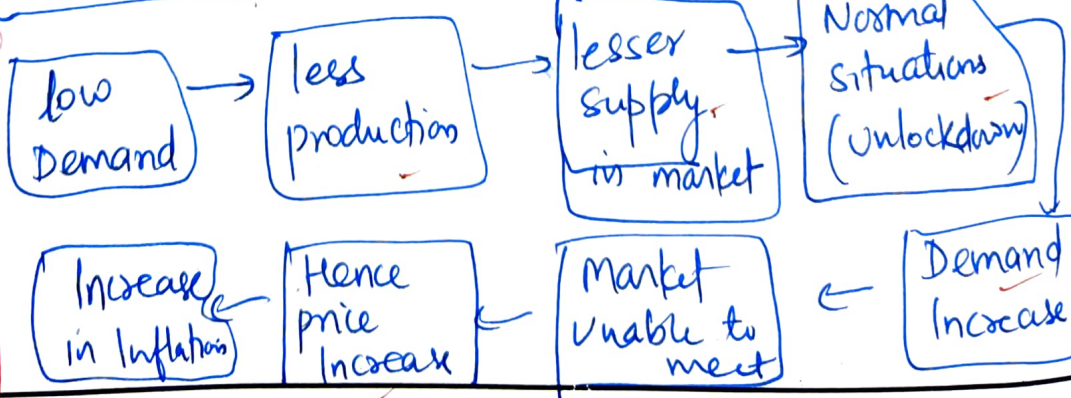 low
Demand
less
production
lesser
supply.
in market
Normal
situations
(Unlockdown)
Demand
Increase
Market
unable to
meet
Hence
price
Increase
Increase
in Inflation